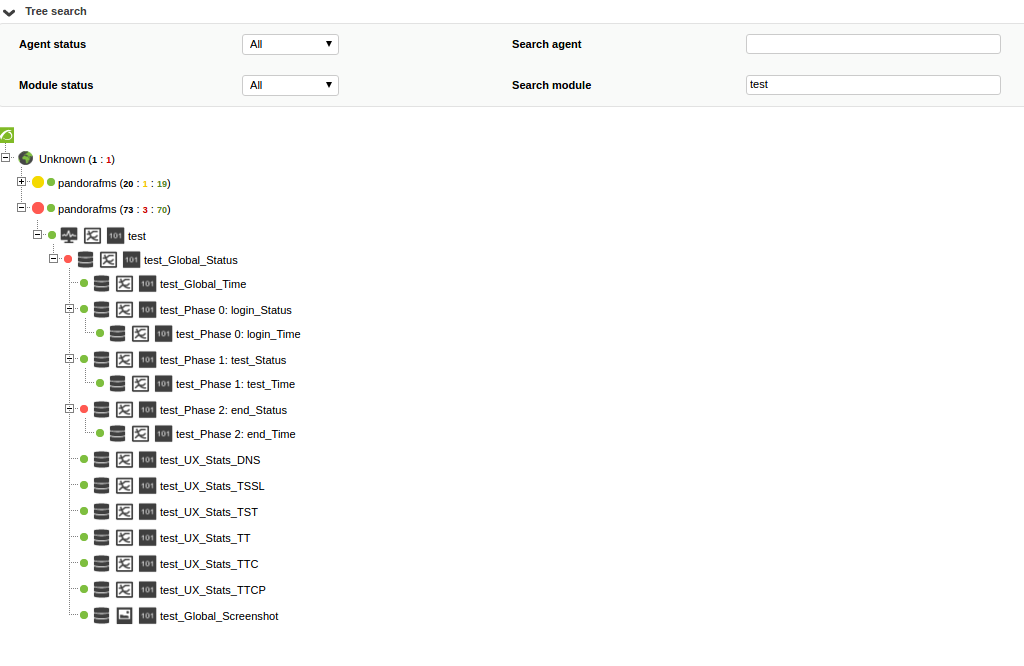 Tree search
Agent status All Search agent
Module status All Search module test
Unknown (1 : 1)
pandorafms (20 : 1 : 19)
pandorafms (73 : 3 : 70)
101 test
101 test_Global_Status
101 test_Global_Time
101 test_Phase 0: login_Status
101 test_Phase 0: login_Time
101 test_Phase 1: test_Status
101 test_Phase 1: test_Time
101 test_Phase 2: end_Status
101 test_Phase 2: end_Time
101 test_UX_Stats_DNS
101 test_UX_Stats_TSSL
101 test_UX_Stats_TST
101 test_UX_Stats_TT
101 test_UX_Stats_TTC
101 test_UX_Stats_TTCP
101 test_Global_Screenshot